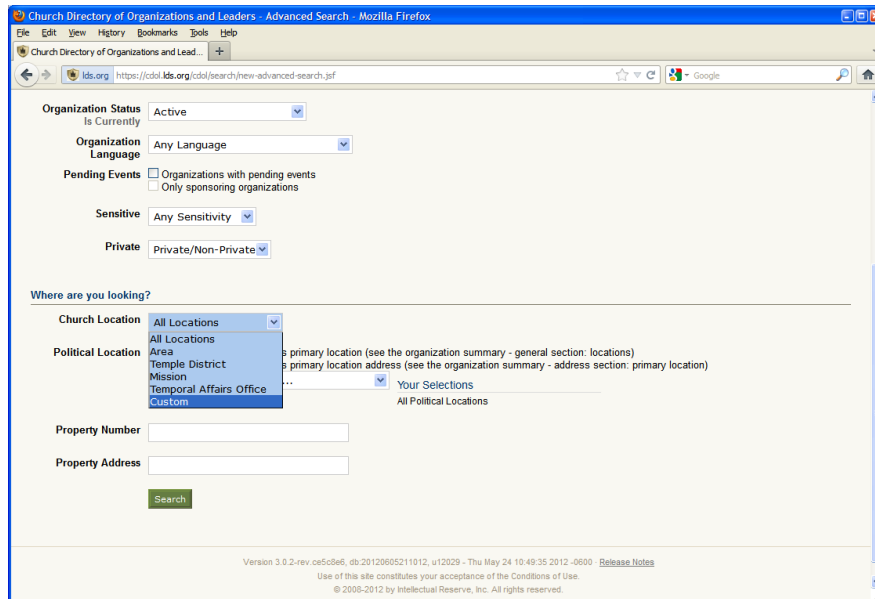 Church Directory of Organizations and Leaders - Advanced Search - Mozilla Firefox
File Edit View History Bookmarks Tools Help
Church Directory of Organizations and Lead... +
lds.org https://cdol.lds.org/cdol/search/new-advanced-search.jsf Google
Organization Status Active
Is Currently
Organization Language Any Language
Pending Events Organizations with pending events
Only sponsoring organizations
Sensitive Any Sensitivity
Private Private/Non-Private
Where are you looking?
Church Location All Locations
All Locations
Area
Temple District
Mission
Temporal Affairs Office
Custom
Political Location s primary location (see the organization summary - general section: locations)
s primary location address (see the organization summary - address section: primary location)
...
Your Selections
All Political Locations
Property Number
Property Address
Search
Version 3.0.2-rev.ce5c8e6, db:20120605211012, u12029 - Thu May 24 10:49:35 2012 -0600 · Release Notes
Use of this site constitutes your acceptance of the Conditions of Use.
© 2008-2012 by Intellectual Reserve, Inc. All rights reserved.